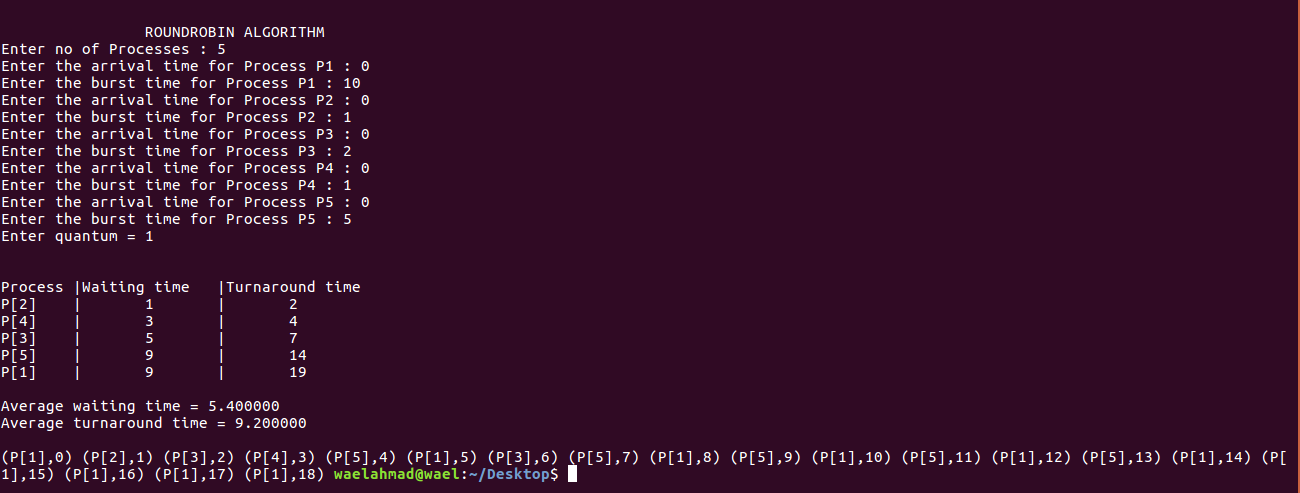 ROUNDROBIN ALGORITHM
Enter no of Processes : 5
Enter the arrival time for Process P1 : 0
Enter the burst time for Process P1 : 10
Enter the arrival time for Process P2 : 0
Enter the burst time for Process P2 : 1
Enter the arrival time for Process P3 : 0
Enter the burst time for Process P3 : 2
Enter the arrival time for Process P4 : 0
Enter the burst time for Process P4 : 1
Enter the arrival time for Process P5 : 0
Enter the burst time for Process P5 : 5
Enter quantum = 1
Process |Waiting time   |Turnaround time
P[2]    |       1       |       2
P[4]    |       3       |       4
P[3]    |       5       |       7
P[5]    |       9       |       14
P[1]    |       9       |       19
Average waiting time = 5.400000
Average turnaround time = 9.200000
(P[1],0) (P[2],1) (P[3],2) (P[4],3) (P[5],4) (P[1],5) (P[3],6) (P[5],7) (P[1],8) (P[5],9) (P[1],10) (P[5],11) (P[1],12) (P[5],13) (P[1],14) (P[
1],15) (P[1],16) (P[1],17) (P[1],18) waelahmad@wael:~/Desktop$